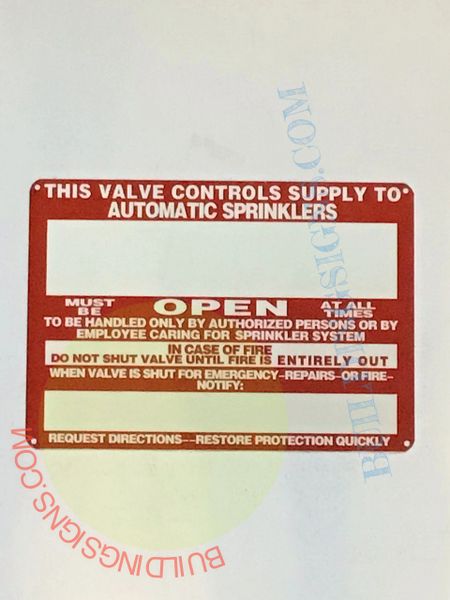 THIS VALVE CONTROLS SUPPLY TO
AUTOMATIC SPRINKLERS
MUST BE OPEN AT ALL TIMES
TO BE HANDLED ONLY BY AUTHORIZED PERSONS OR BY
EMPLOYEE CARING FOR SPRINKLER SYSTEM
IN CASE OF FIRE
DO NOT SHUT VALVE UNTIL FIRE IS ENTIRELY OUT
WHEN VALVE IS SHUT FOR EMERGENCY-REPAIRS-OR FIRE-
NOTIFY:
REQUEST DIRECTIONS--RESTORE PROTECTION QUICKLY
BUILDINGSIGNS.COM
BUILDINGSIGNS.COM